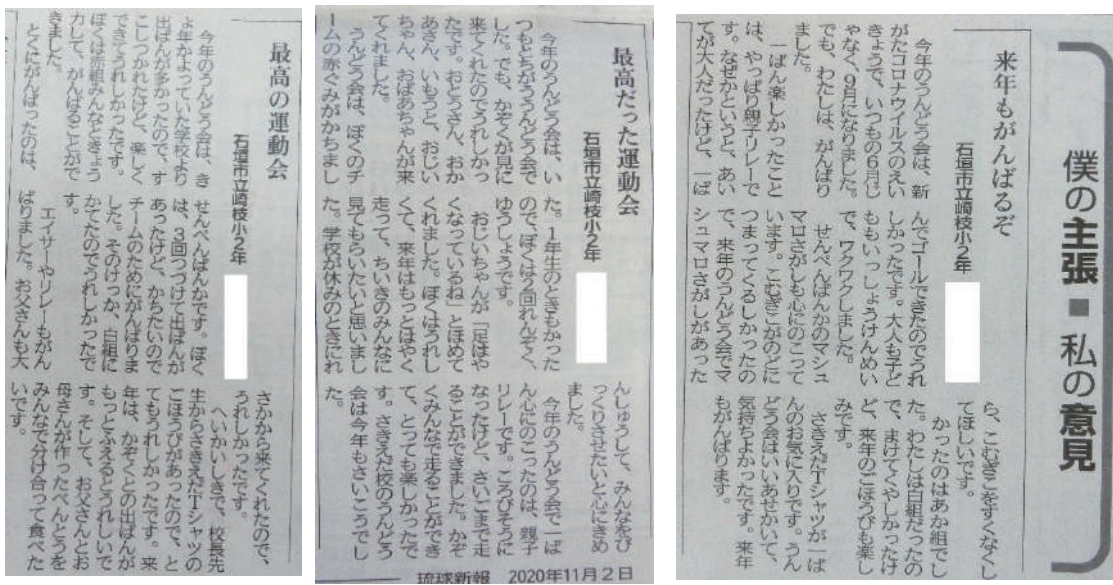 僕の主張■私の意見
来年もがんばるぞ
石垣市立崎枝小2年
今年のうんどう会は、新
がたコロナウイルスのえい
きょうで、いつもの6月じ
ゃなく、9月になりました。
でも、わたしは、がんばり
ました。
一ばん楽しかったこと
は、やっぱり親子リレーで
す。なぜかというと、あい
てが大人だったけど、一ば
んでゴールできたのでうれ
しかったです。大人も子ど
ももいっしょうけんめい
で、ワクワクしました。
せんぺんばんかのマシュ
マロさがしも心にのこって
います。こむぎこがのどに
つまってくるしかったの
で、来年のうんどう会でマ
シュマロさがしがあった
ら、こむぎこをすくなくし
てほしいです。
かったのはあか組でし
た。わたしは白組だったの
で、まけてくやしかったけ
ど、来年のごほうびも楽し
みです。
さきえだTシャツが一ば
んのお気に入りです。うん
どう会はいいあせかいて、
気持ちよかったです。来年
もがんばります。
最高だった運動会
石垣市立崎枝小2年
今年のうんどう会は、い
つもとちがううんどう会で
した。でも、かぞくが見に
来てくれたのでうれしかっ
たです。おとうさん、おか
あさん、いもうと、おじい
ちゃん、おばあちゃんが来
てくれました。
うんどう会は、ぼくのチ
ームの赤ぐみがかちまし
た。1年生のときもかった
ので、ぼくは2回れんぞく、
ゆうしょうです。
おじいちゃんが「足はや
くなっているね」とほめて
くれました。ぼくはうれし
くて、来年はもっとはやく
走って、ちいきのみんなに
見てもらいたいと思いまし
た。学校が休みのときにれ
んしゅうして、みんなをび
っくりさせたいと心にきめ
ました。
今年のうんどう会で一ば
ん心にのこったのは、親子
リレーです。ころびそうに
なったけど、さいごまで走
ることができました。かぞ
くみんなで走ることができ
て、とっても楽しかったで
す。さきえだ校のうんどう
会は今年もさいこうでし
た。
琉球新報 2020年11月2日
最高の運動会
石垣市立崎枝小2年
今年のうんどう会は、き
ょ年かよっていた学校より
出ばんが多かったので、す
こしつかれたけど、楽しく
できてうれしかったです。
ぼくは赤組みんなときょう
力して、がんばることがで
きました。
とくにがんばったのは、
せんぺんばんかです。ぼく
は、3回つづけて出ばんが
あったけど、かちたいので
チームのためにがんばりま
した。そのけっか、白組に
かてたのでうれしかったで
す。
エイサーやリレーもがん
ばりました。お父さんも大
さかから来てくれたので、
うれしかったです。
へいかいしきで、校長先
生からさきえだTシャツの
ごほうびがあったので、と
てもうれしかったです。来
年は、かぞくとの出ばんが
もっとふえるとうれしいで
す。そして、お父さんとお
母さんが作ったべんとうを
みんなで分け合って食べた
いです。